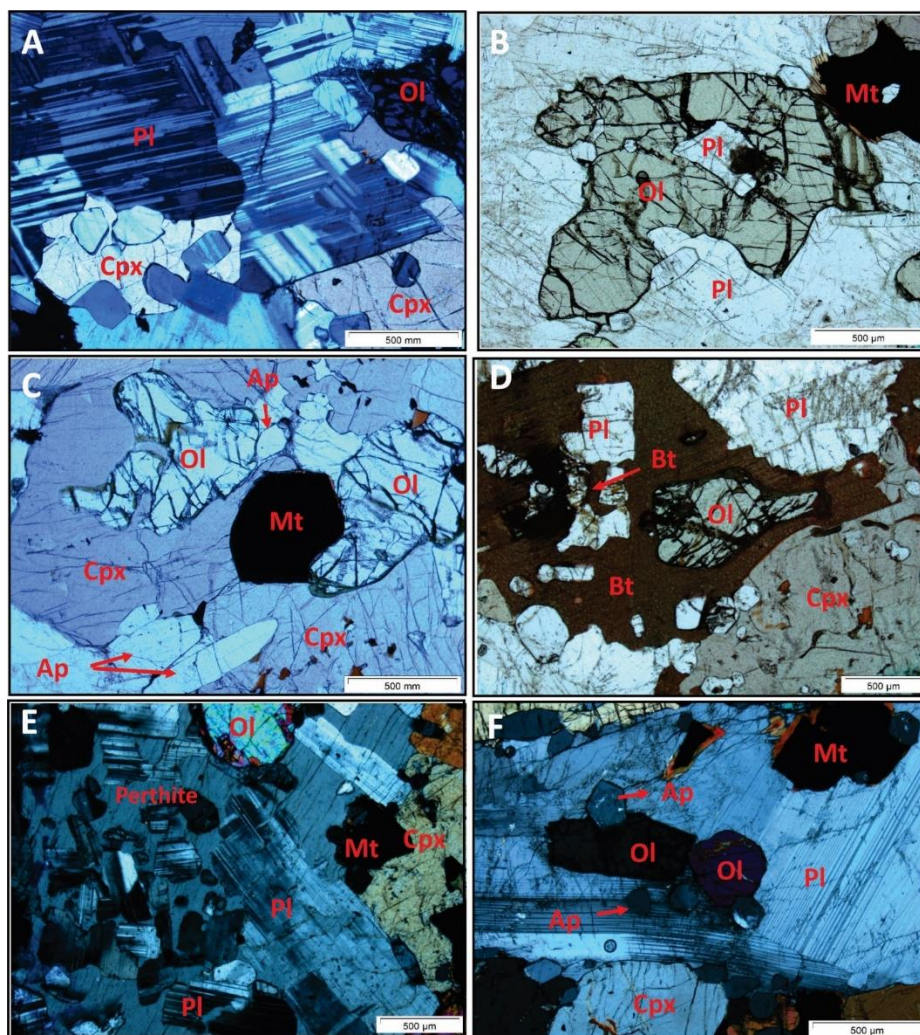 A
Pl
Ol
Cpx
Cpx
500 mm
B
Mt
Pl
Ol
Pl
500 µm
C
Ap
Ol
Ol
Mt
Cpx
Cpx
Ap
500 mm
D
Pl
Pl
Bt
Ol
Bt
Cpx
500 µm
E
Ol
Perthite
Mt
Cpx
Pl
Pl
500 µm
F
Mt
Ap
Ol
Ol
Pl
Ap
Cpx
500 µm